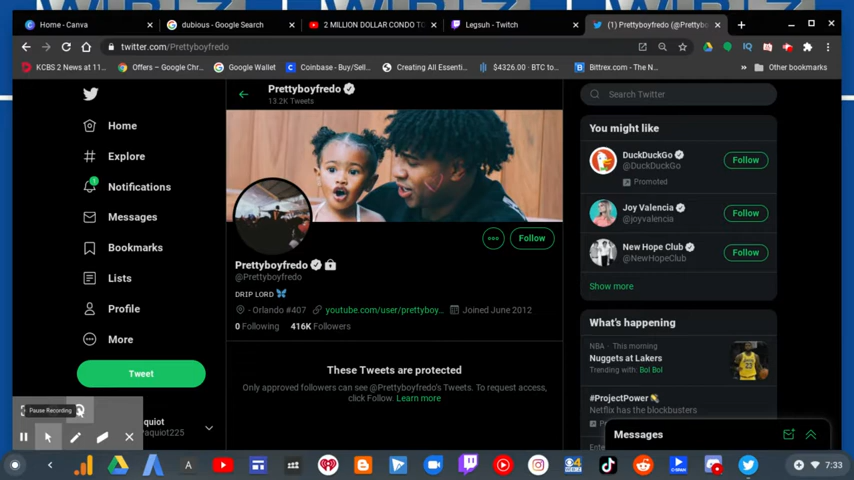 Home - Canva
dubious - Google Search
2 MILLION DOLLAR CONDO TO
Legsuh - Twitch
(1) Prettyboyfredo (@Prettybo
twitter.com/Prettyboyfredo
KCBS 2 News at 11...
Offers – Google Chr...
Google Wallet
Coinbase - Buy/Sell...
Creating All Essenti...
$4326.00 - BTC to...
Bittrex.com - The N...
Other bookmarks
Home
Explore
1
Notifications
Messages
Bookmarks
Lists
Profile
More
Tweet
Pause Recording
aquiot
aquiot225
Prettyboyfredo
13.2K Tweets
Follow
Prettyboyfredo
@Prettyboyfredo
DRIP LORD
- Orlando #407
youtube.com/user/prettyboy...
Joined June 2012
0 Following 416K Followers
These Tweets are protected
Only approved followers can see @Prettyboyfredo's Tweets. To request access,
click Follow. Learn more
Search Twitter
You might like
DuckDuckGo
@DuckDuckGo
Promoted
Follow
Joy Valencia
@joyvalencia
Follow
New Hope Club
@NewHopeClub
Follow
Show more
What's happening
NBA · This morning
Nuggets at Lakers
Trending with: Bol Bol
#ProjectPower
Netflix has the blockbusters
Messages
7:33